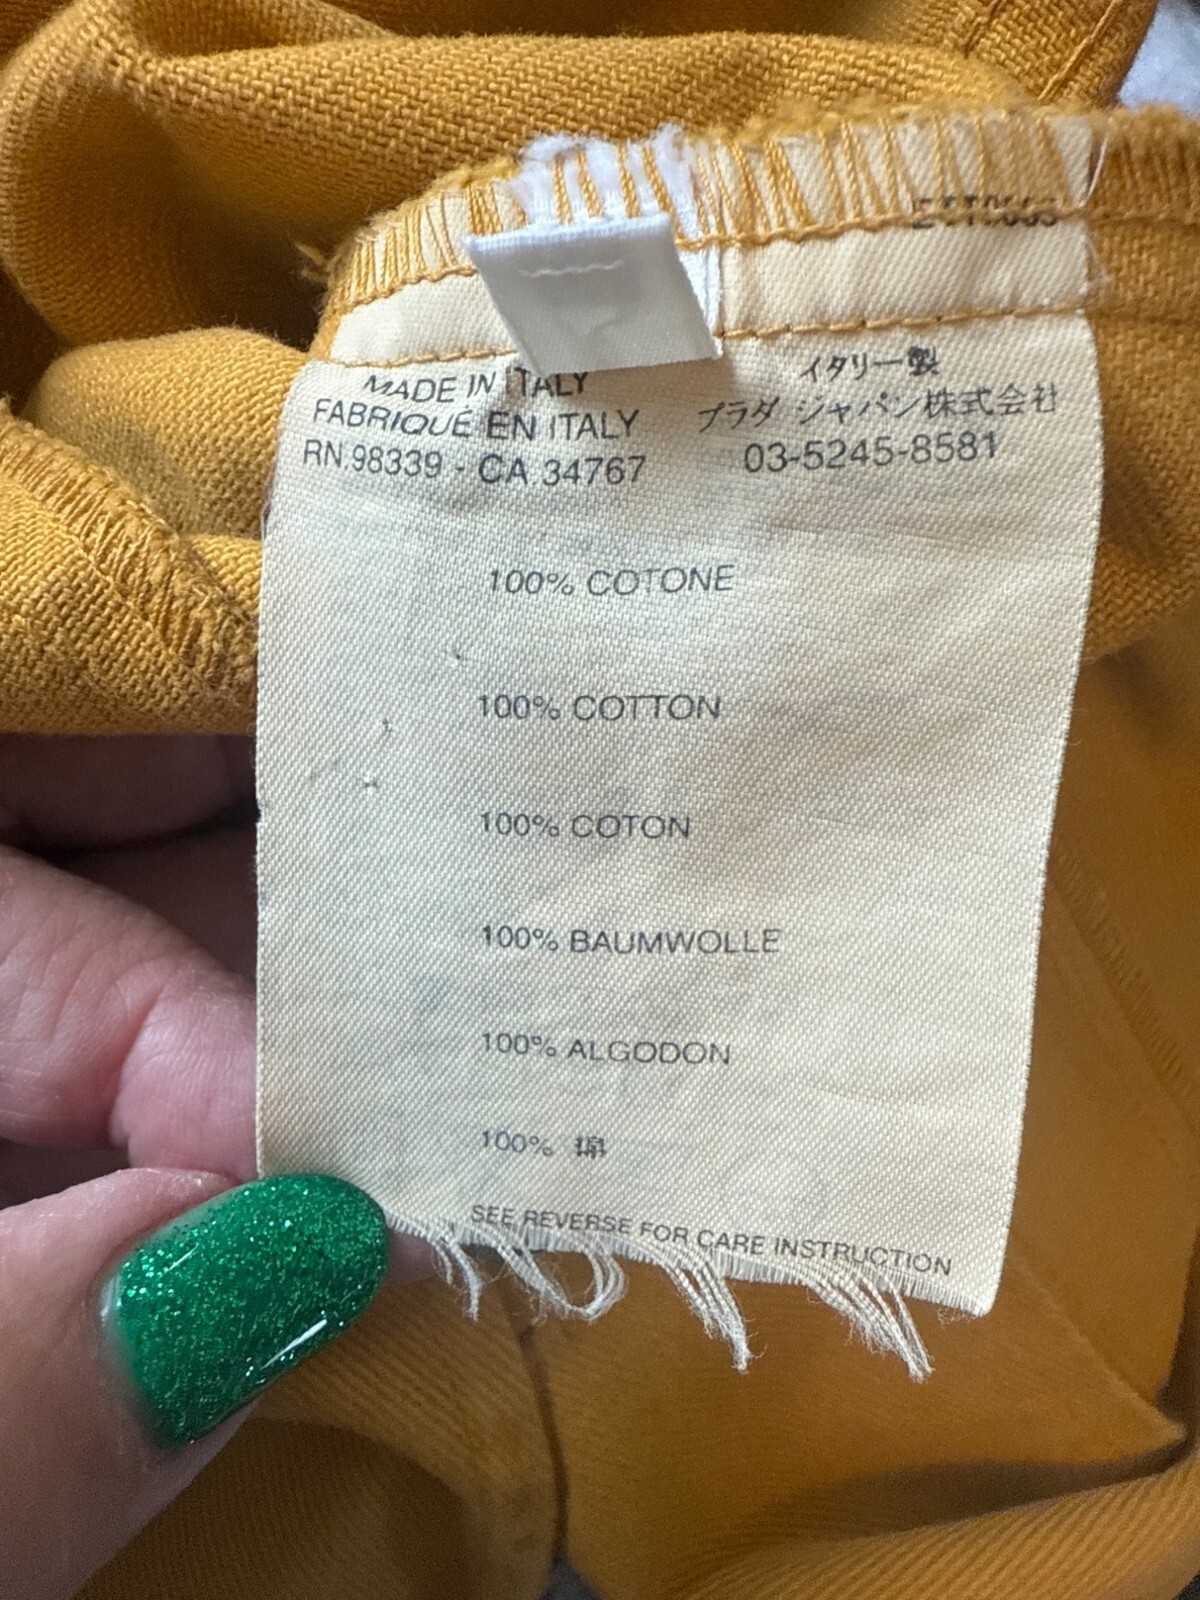 MADE IN ITALY
FABRIQUÉ EN ITALY
RN.98339 - CA 34767
イタリー製
プラダ ジャパン株式会社
03-5245-8581
100% COTONE
100% COTTON
100% COTON
100% BAUMWOLLE
100% ALGODON
100% 綿
SEE REVERSE FOR CARE INSTRUCTION